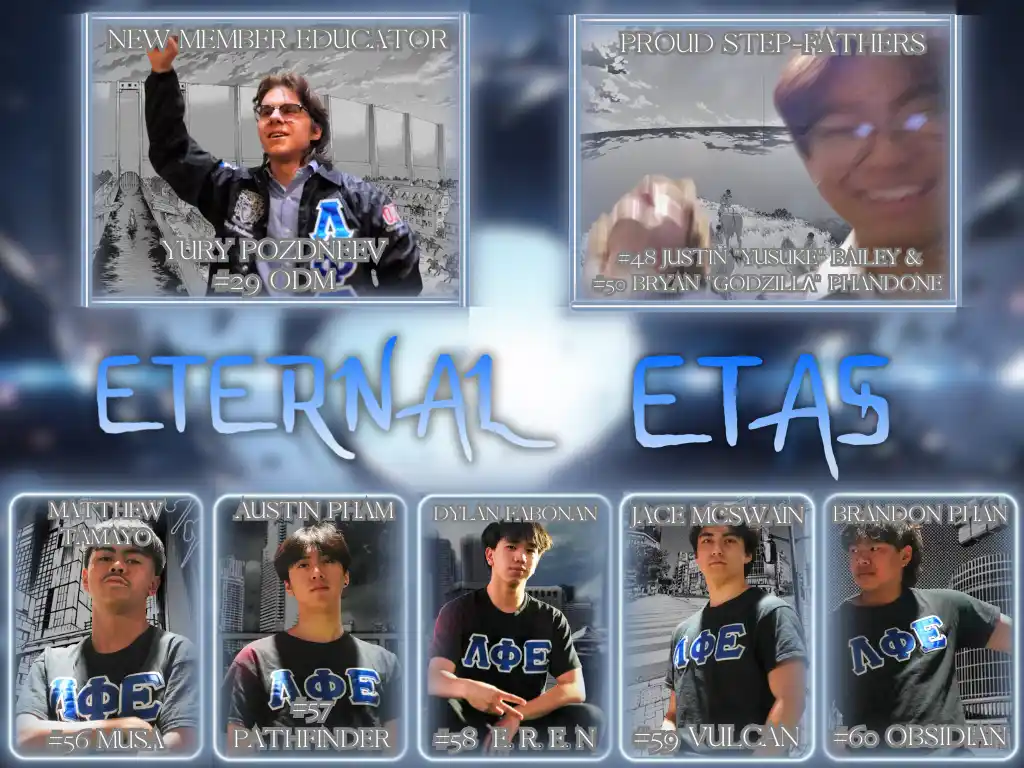 NEW MEMBER EDUCATOR
YURY POZDNEEV
#29 ODM
PROUD STEP-FATHERS
#48 JUSTIN "YUSUKE" BAILEY &
#50 BRYAN "GODZILLA" PHANDONE
ETERNAL ETAS
MATTHEW
TAMAYO
ΛΦΕ
#56 MUSA
AUSTIN PHAM
ΛΦΕ
#57
PATHFINDER
DYLAN FABONAN
ΛΦΕ
#58 E. R. E. N
JACE MCSWAIN
ΛΦΕ
#59 VULCAN
BRANDON PHAN
ΛΦΕ
#60 OBSIDIAN